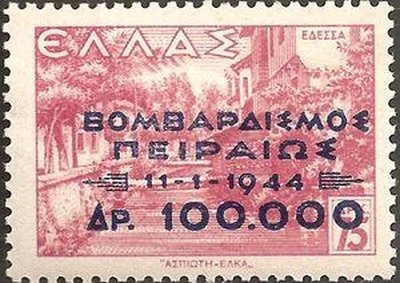 ΕΛΛΑΣ
ΕΔΕΣΣΑ
ΒΟΜΒΑΡΔΙΣΜΟΣ
ΠΕΙΡΑΙΩΣ
11-1-1944
ΔΡ. 100.000
75
"ΑΣΠΙΩΤΗ-ΕΛΚΑ"